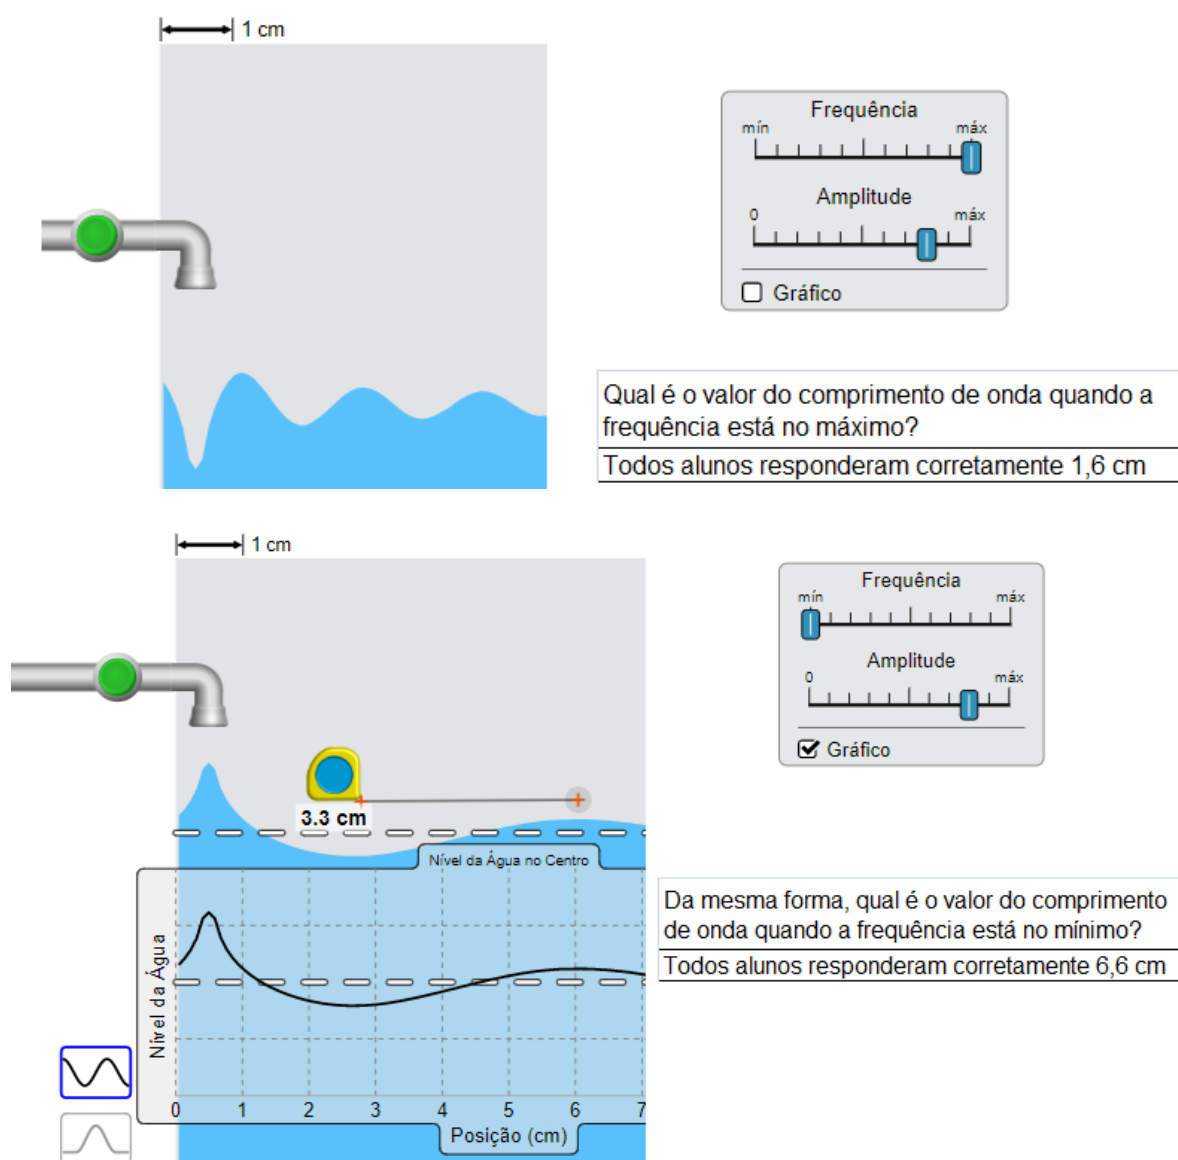 1 cm
Frequência
mín máx
Amplitude
0 máx
Gráfico
Qual é o valor do comprimento de onda quando a
frequência está no máximo?
Todos alunos responderam corretamente 1,6 cm
1 cm
Frequência
mín máx
Amplitude
0 máx
Gráfico
3.3 cm
Nível da Água no Centro
Nível da Água
0 1 2 3 4 5 6 7
Posição (cm)
Da mesma forma, qual é o valor do comprimento
de onda quando a frequência está no mínimo?
Todos alunos responderam corretamente 6,6 cm